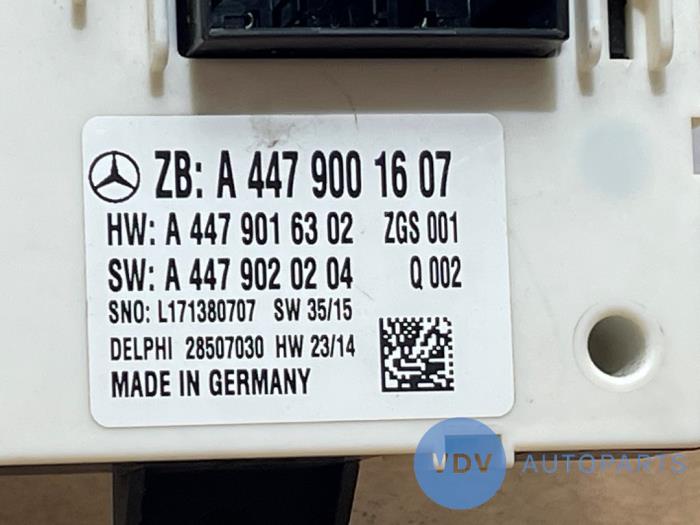 ZB: A 447 900 16 07
HW: A 447 901 63 02 ZGS 001
SW: A 447 902 02 04 Q 002
SNO: L171380707 SW 35/15
DELPHI 28507030 HW 23/14
MADE IN GERMANY
VDV AUTOPARTS